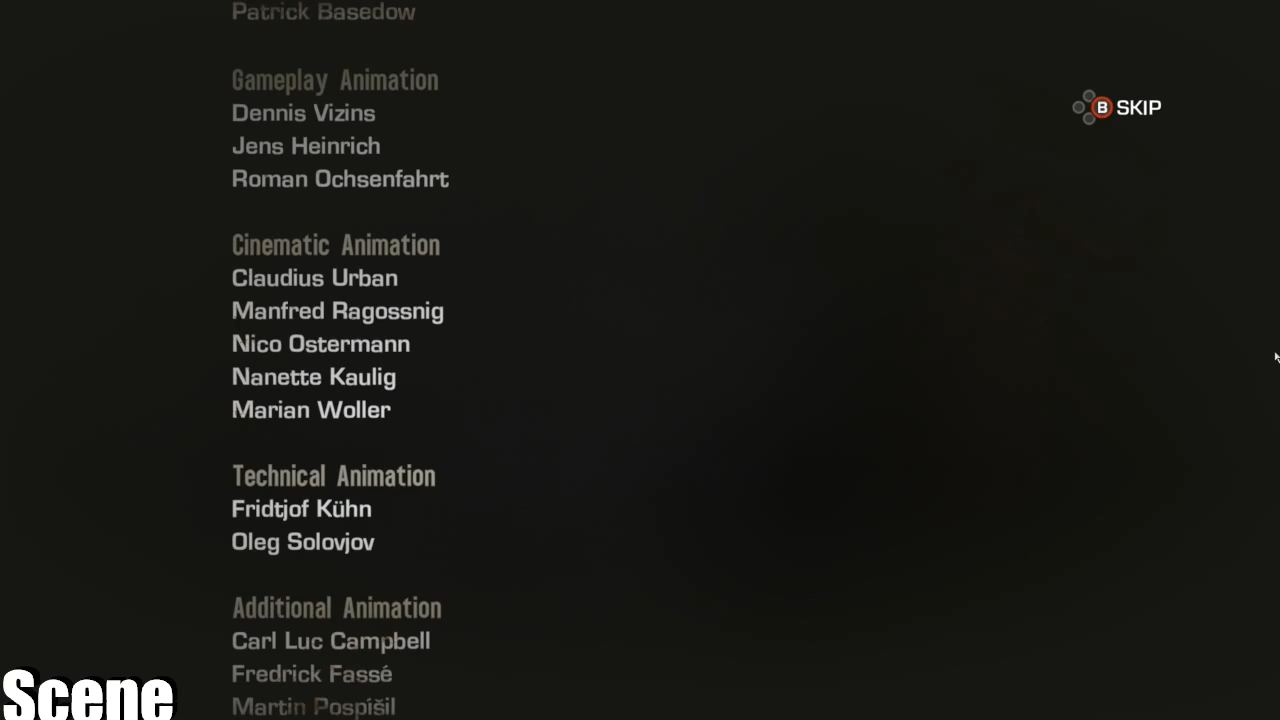 Patrick Basedow
Gameplay Animation
Dennis Vizins
Jens Heinrich
Roman Ochsenfahrt
B SKIP
Cinematic Animation
Claudius Urban
Manfred Ragossnig
Nico Ostermann
Nanette Kaulig
Marian Woller
Technical Animation
Fridtjof Kühn
Oleg Solovjov
Additional Animation
Carl Luc Campbell
Fredrick Fassé
Martin Pospíšil
Scene